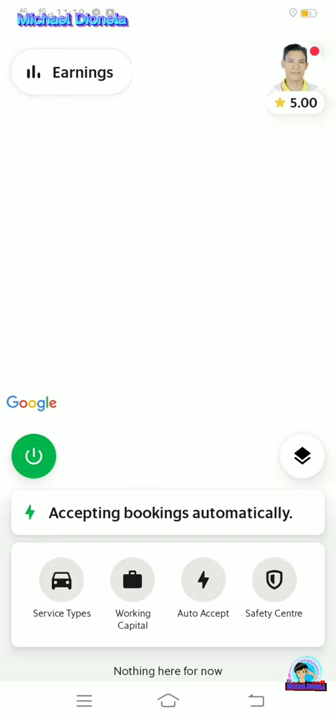 Michael Dionela
Earnings
5.00
Google
Accepting bookings automatically.
Service Types
Working
Capital
Auto Accept
Safety Centre
Nothing here for now